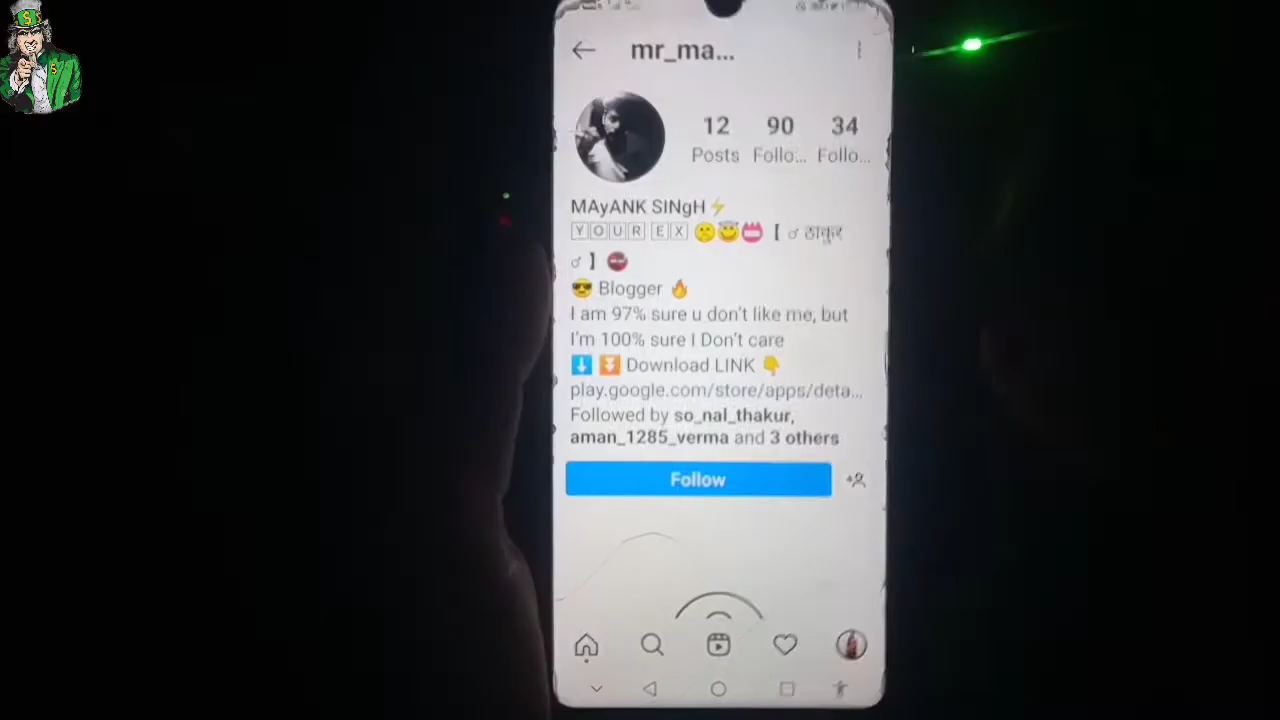 mr_ma...
12 90 34
Posts Follo... Follo...
MAyANK SINgH⚡
🅈🄾🅄🅁 🄴🅇 🤫😇📛 【 ♂ ठाकुर
♂ 】 ⛔
😎 Blogger 🔥
I am 97% sure u don't like me, but
I'm 100% sure I Don't care
⬇️ ⏬ Download LINK 👇
play.google.com/store/apps/deta...
Followed by so_nal_thakur,
aman_1285_verma and 3 others
Follow